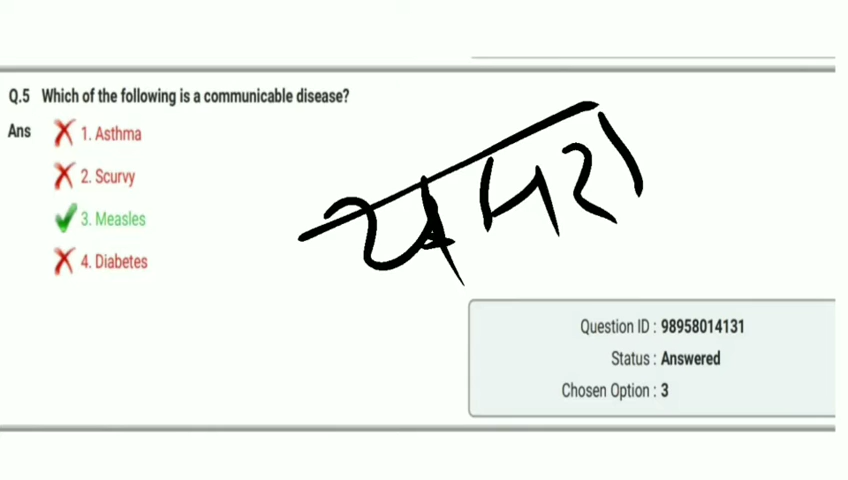 Q.5 Which of the following is a communicable disease?
Ans 1. Asthma
2. Scurvy
3. Measles
4. Diabetes
Question ID : 98958014131
Status : Answered
Chosen Option : 3